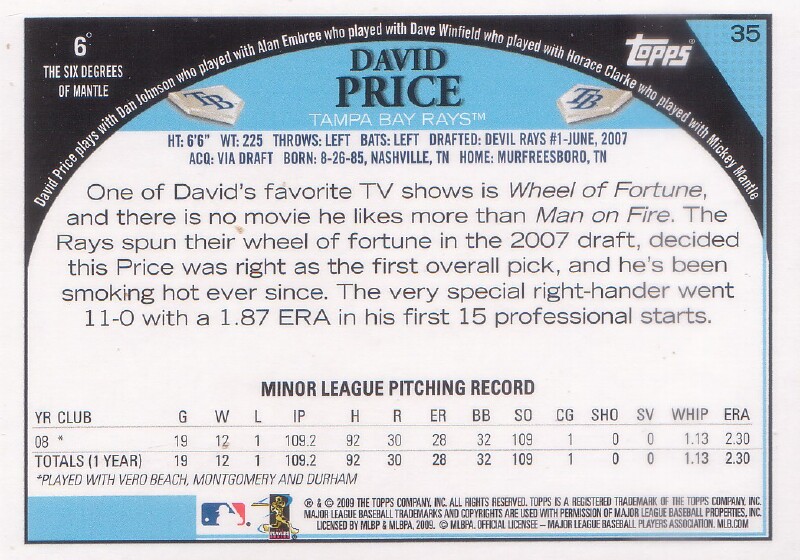 35
6°
THE SIX DEGREES
OF MANTLE
David Price plays with Dan Johnson who played with Alan Embree who played with Dave Winfield who played with Horace Clarke who played with Mickey Mantle
Topps®
DAVID
PRICE
TAMPA BAY RAYS™
TB
TB
HT: 6'6" WT: 225 THROWS: LEFT BATS: LEFT DRAFTED: DEVIL RAYS #1-JUNE, 2007
ACQ: VIA DRAFT BORN: 8-26-85, NASHVILLE, TN HOME: MURFREESBORO, TN
One of David's favorite TV shows is Wheel of Fortune,
and there is no movie he likes more than Man on Fire. The
Rays spun their wheel of fortune in the 2007 draft, decided
this Price was right as the first overall pick, and he's been
smoking hot ever since. The very special right-hander went
11-0 with a 1.87 ERA in his first 15 professional starts.
MINOR LEAGUE PITCHING RECORD
YR CLUB G W L IP H R ER BB SO CG SHO SV WHIP ERA
08 * 19 12 1 109.2 92 30 28 32 109 1 0 0 1.13 2.30
TOTALS (1 YEAR) 19 12 1 109.2 92 30 28 32 109 1 0 0 1.13 2.30
*PLAYED WITH VERO BEACH, MONTGOMERY AND DURHAM
® & © 2009 THE TOPPS COMPANY, INC. ALL RIGHTS RESERVED. TOPPS IS A REGISTERED TRADEMARK OF THE TOPPS COMPANY, INC.
MAJOR LEAGUE BASEBALL TRADEMARKS AND COPYRIGHTS ARE USED WITH PERMISSION OF MAJOR LEAGUE BASEBALL PROPERTIES, INC.
LICENSED BY MLBP & MLBPA, 2009. © MLBPA. OFFICIAL LICENSEE – MAJOR LEAGUE BASEBALL PLAYERS ASSOCIATION. MLB.COM